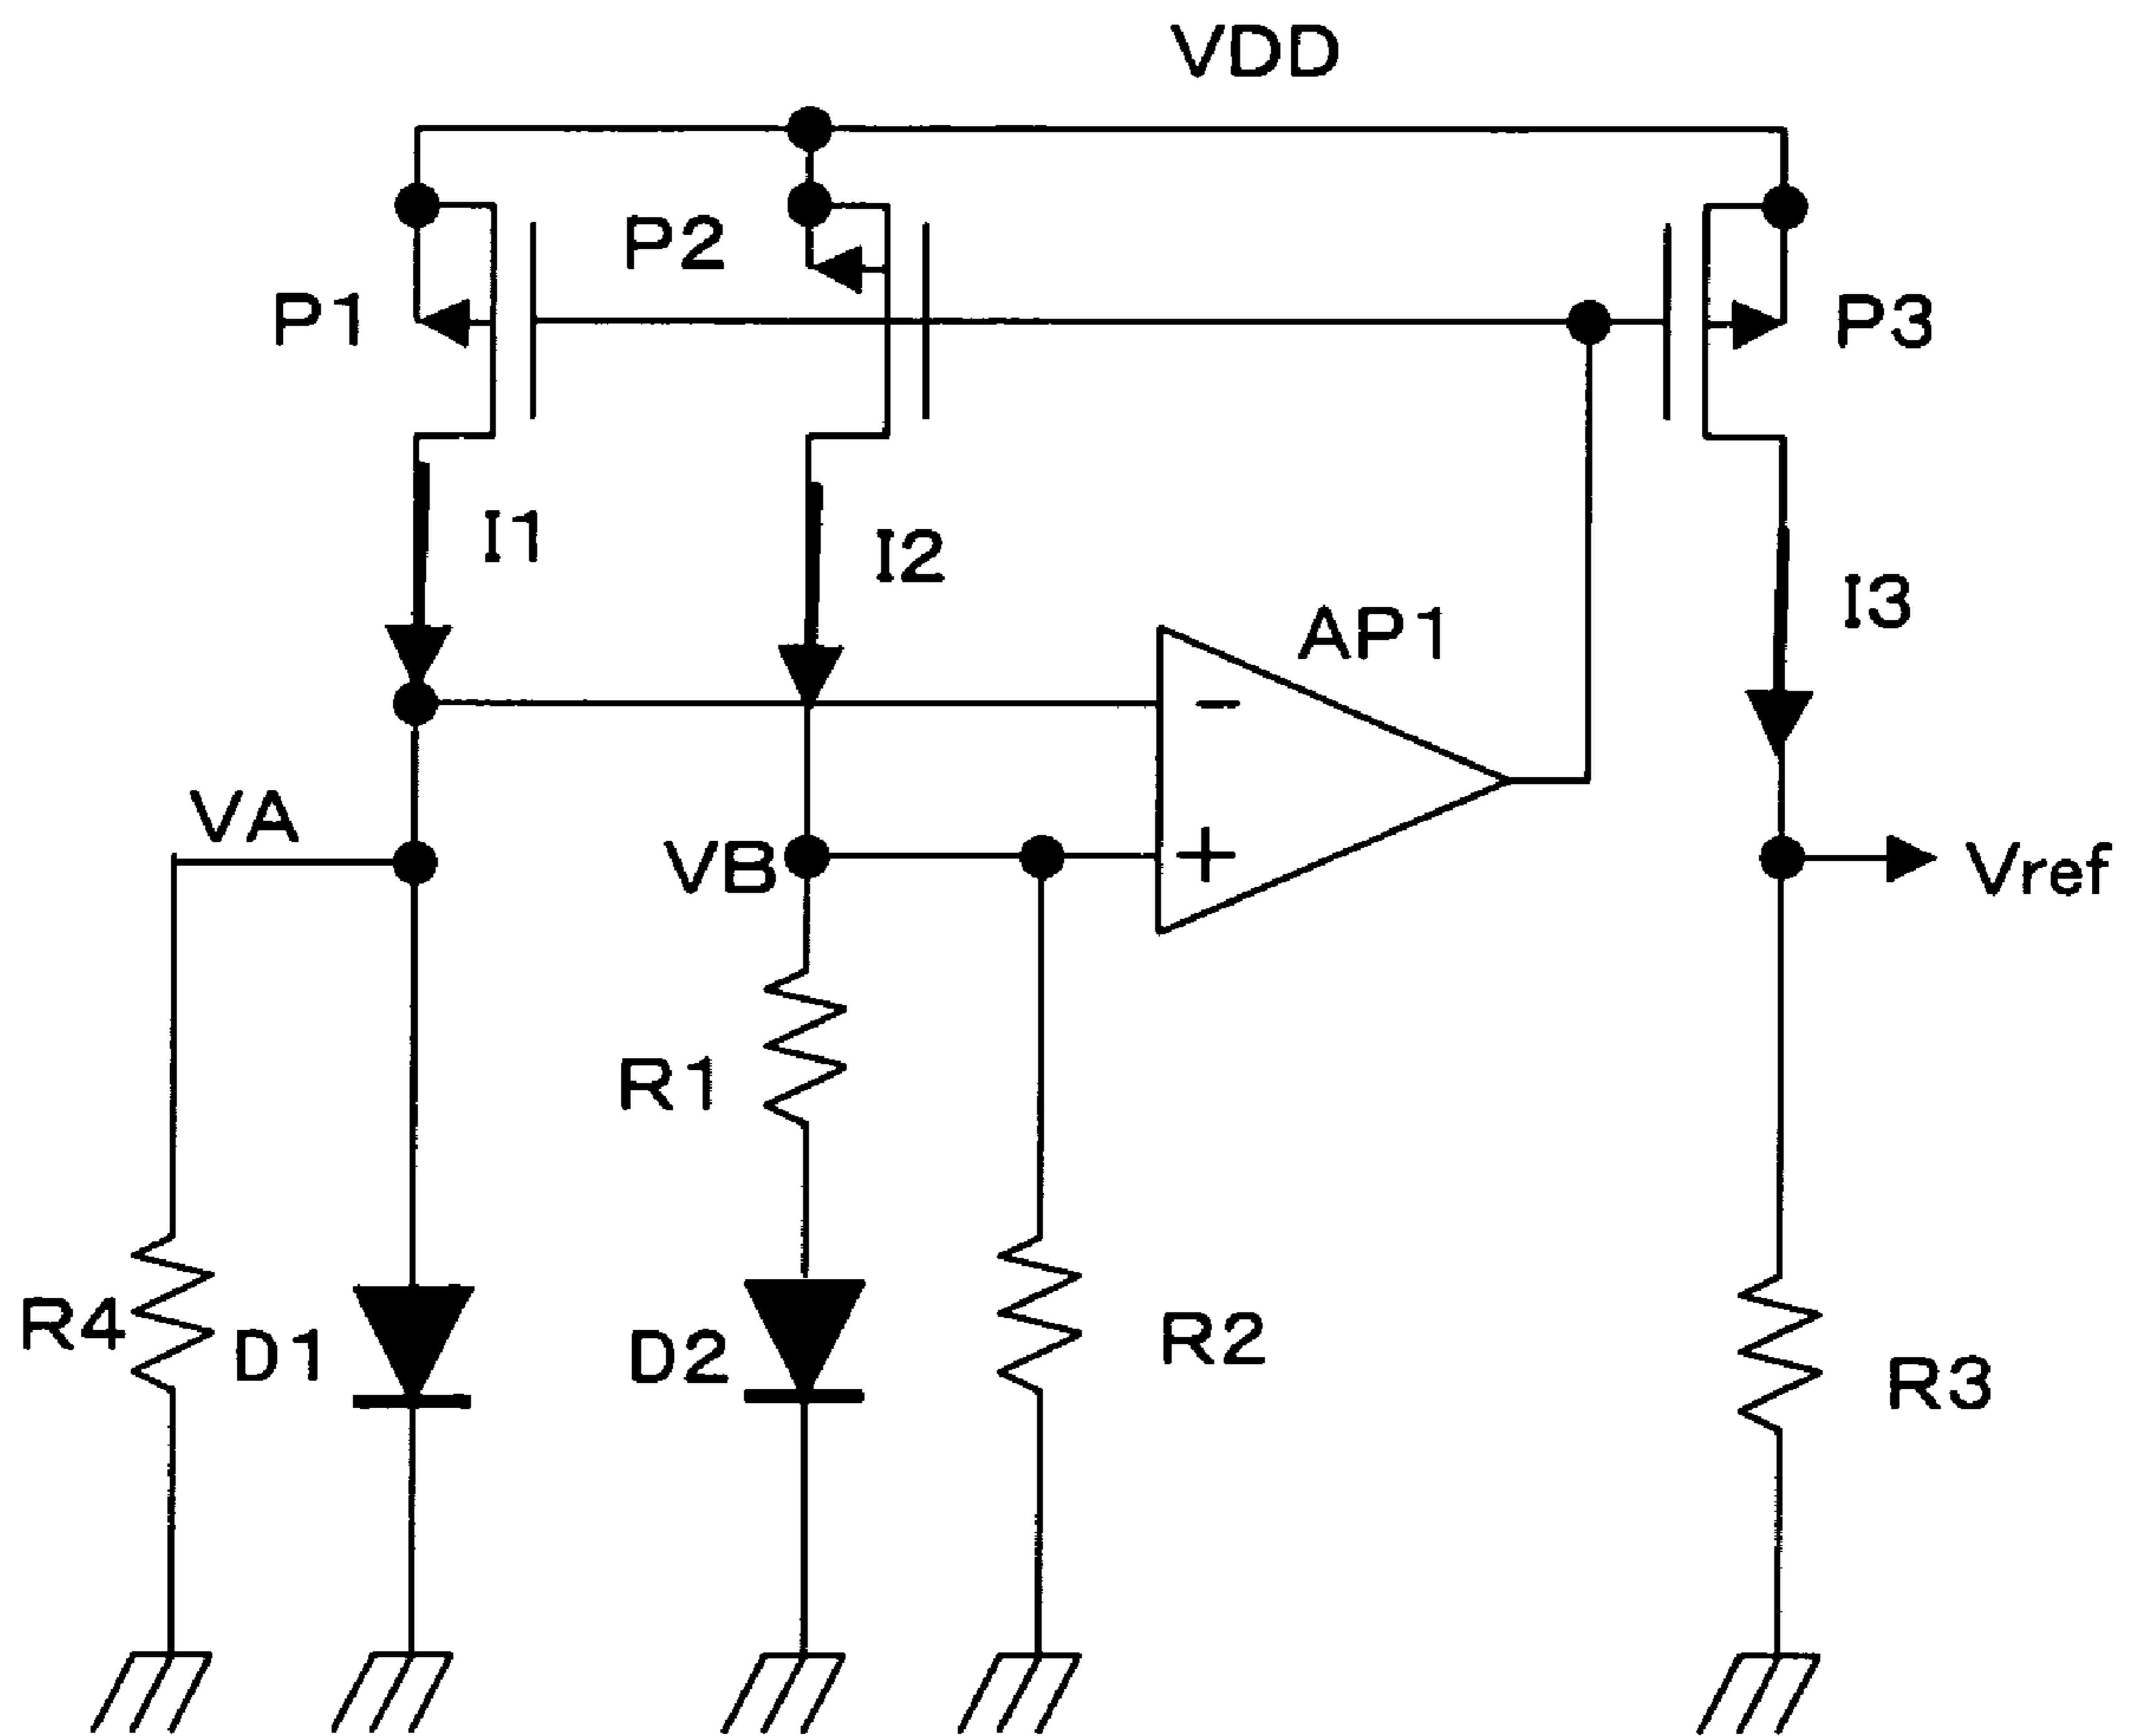 VDD
P2
P1
P3
I1
I2
I3
AP1
-
VA
VB
+
Vref
R1
R4
D1
D2
R2
R3